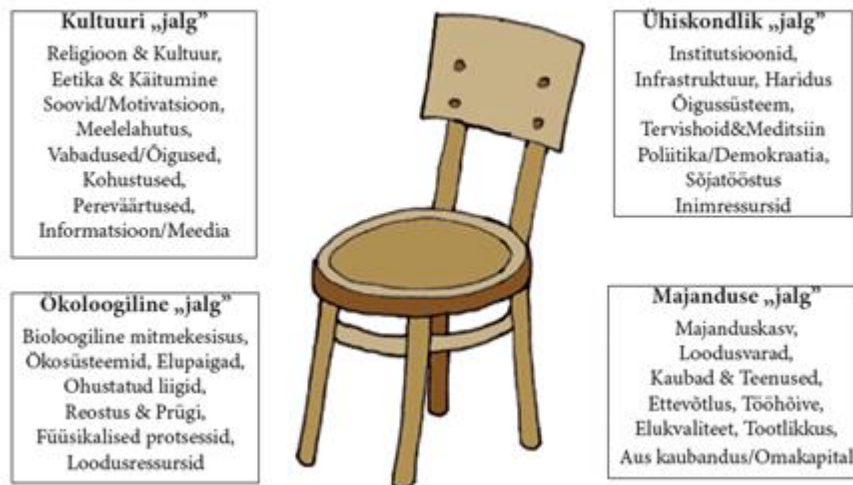 Kultuuri „jalg”
Religioon & Kultuur,
Eetika & Käitumine
Soovid/Motivatsioon,
Meelelahutus,
Vabadused/Õigused,
Kohustused,
Pereväärtused,
Informatsioon/Meedia
Ühiskondlik „jalg”
Institutsioonid,
Infrastruktuur, Haridus
Õigussüsteem,
Tervishoid&Meditsiin
Poliitika/Demokraatia,
Sõjatööstus
Inimressursid
Ökoloogiline „jalg”
Bioloogiline mitmekesisus,
Ökosüsteemid, Elupaigad,
Ohustatud liigid,
Reostus & Prügi,
Füüsikalised protsessid,
Loodusressursid
Majanduse „jalg”
Majanduskasv,
Loodusvarad,
Kaubad & Teenused,
Ettevõtlus, Tööhõive,
Elukvaliteet, Tootlikkus,
Aus kaubandus/Omakapital